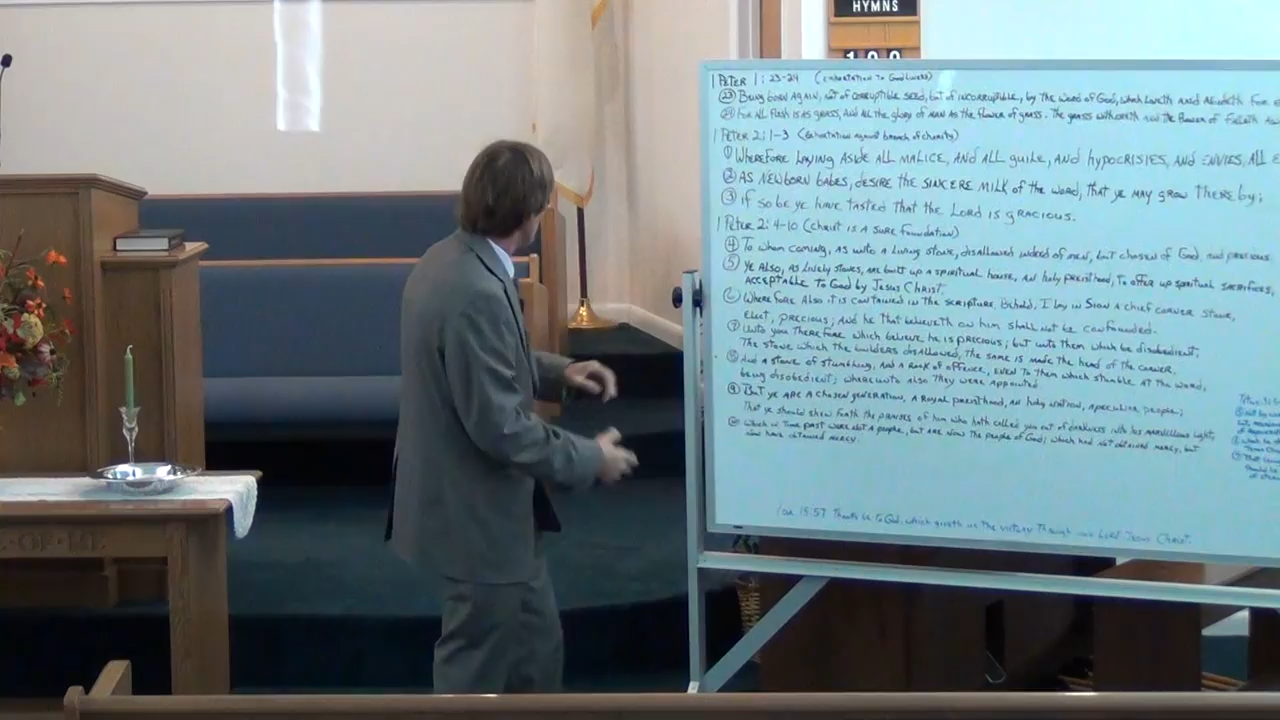 HYMNS
1 PETER 1:23-24 (Exhortation to Good Livers)
(23) Being born again, not of corruptible seed, but of incorruptible, by the word of God, which liveth and abideth for
(24) For all flesh is as grass, and all the glory of man as the flower of grass. The grass withereth and the flower of falleth
1 PETER 2:1-3 (Exhortation against breach of charity)
(1) Wherefore laying aside all malice, and all guile, and hypocrisies, and envies, all
(2) As newborn babes, desire the sincere milk of the word, that ye may grow thereby;
(3) If so be ye have tasted that the Lord is gracious.
1 Peter 2:4-10 (Christ is a sure foundation)
(4) To whom coming, as unto a living stone, disallowed indeed of men, but chosen of God, and precious.
(5) Ye also, as lively stones, are built up a spiritual house, an holy priesthood, to offer up spiritual sacrifices,
acceptable to God by Jesus Christ.
(6) Wherefore also it is contained in the scripture, Behold, I lay in Sion a chief corner stone,
elect, precious; and he that believeth on him shall not be confounded.
(7) Unto you therefore which believe he is precious; but unto them which be disobedient,
The stone which the builders disallowed, the same is made the head of the corner.
(8) And a stone of stumbling, and a rock of offence, even to them which stumble at the word,
being disobedient; whereunto also they were appointed.
(9) But ye are a chosen generation, a royal priesthood, an holy nation, a peculiar people;
That ye should shew forth the praises of him who hath called you out of darkness into his marvellous light;
(10) Which in time past were not a people, but are now the people of God; which had not obtained mercy, but
now have obtained mercy.
15:57 Thanks be to God, which giveth us the victory through our Lord Jesus Christ.
OF ME